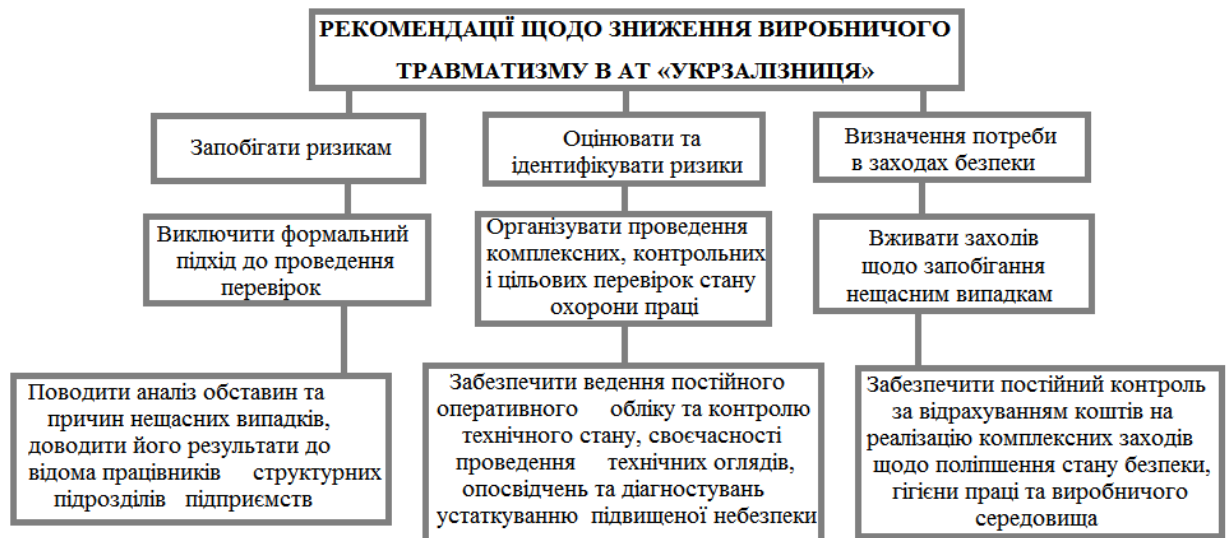 РЕКОМЕНДАЦІЇ ЩОДО ЗНИЖЕННЯ ВИРОБНИЧОГО
ТРАВМАТИЗМУ В АТ «УКРЗАЛІЗНИЦЯ»
Запобігати ризикам
Оцінювати та
ідентифікувати ризики
Визначення потреби
в заходах безпеки
Виключити формальний
підхід до проведення
перевірок
Організувати проведення
комплексних, контрольних
і цільових перевірок стану
охорони праці
Вживати заходів
щодо запобігання
нещасним випадкам
Поводити аналіз обставин та
причин нещасних випадків,
доводити його результати до
відома працівників структурних
підрозділів підприємств
Забезпечити ведення постійного
оперативного обліку та контролю
технічного стану, своєчасності
проведення технічних оглядів,
опосвідчень та діагностувань
устаткуванню підвищеної небезпеки
Забезпечити постійний контроль
за відрахуванням коштів на
реалізацію комплексних заходів
щодо поліпшення стану безпеки,
гігієни праці та виробничого
середовища